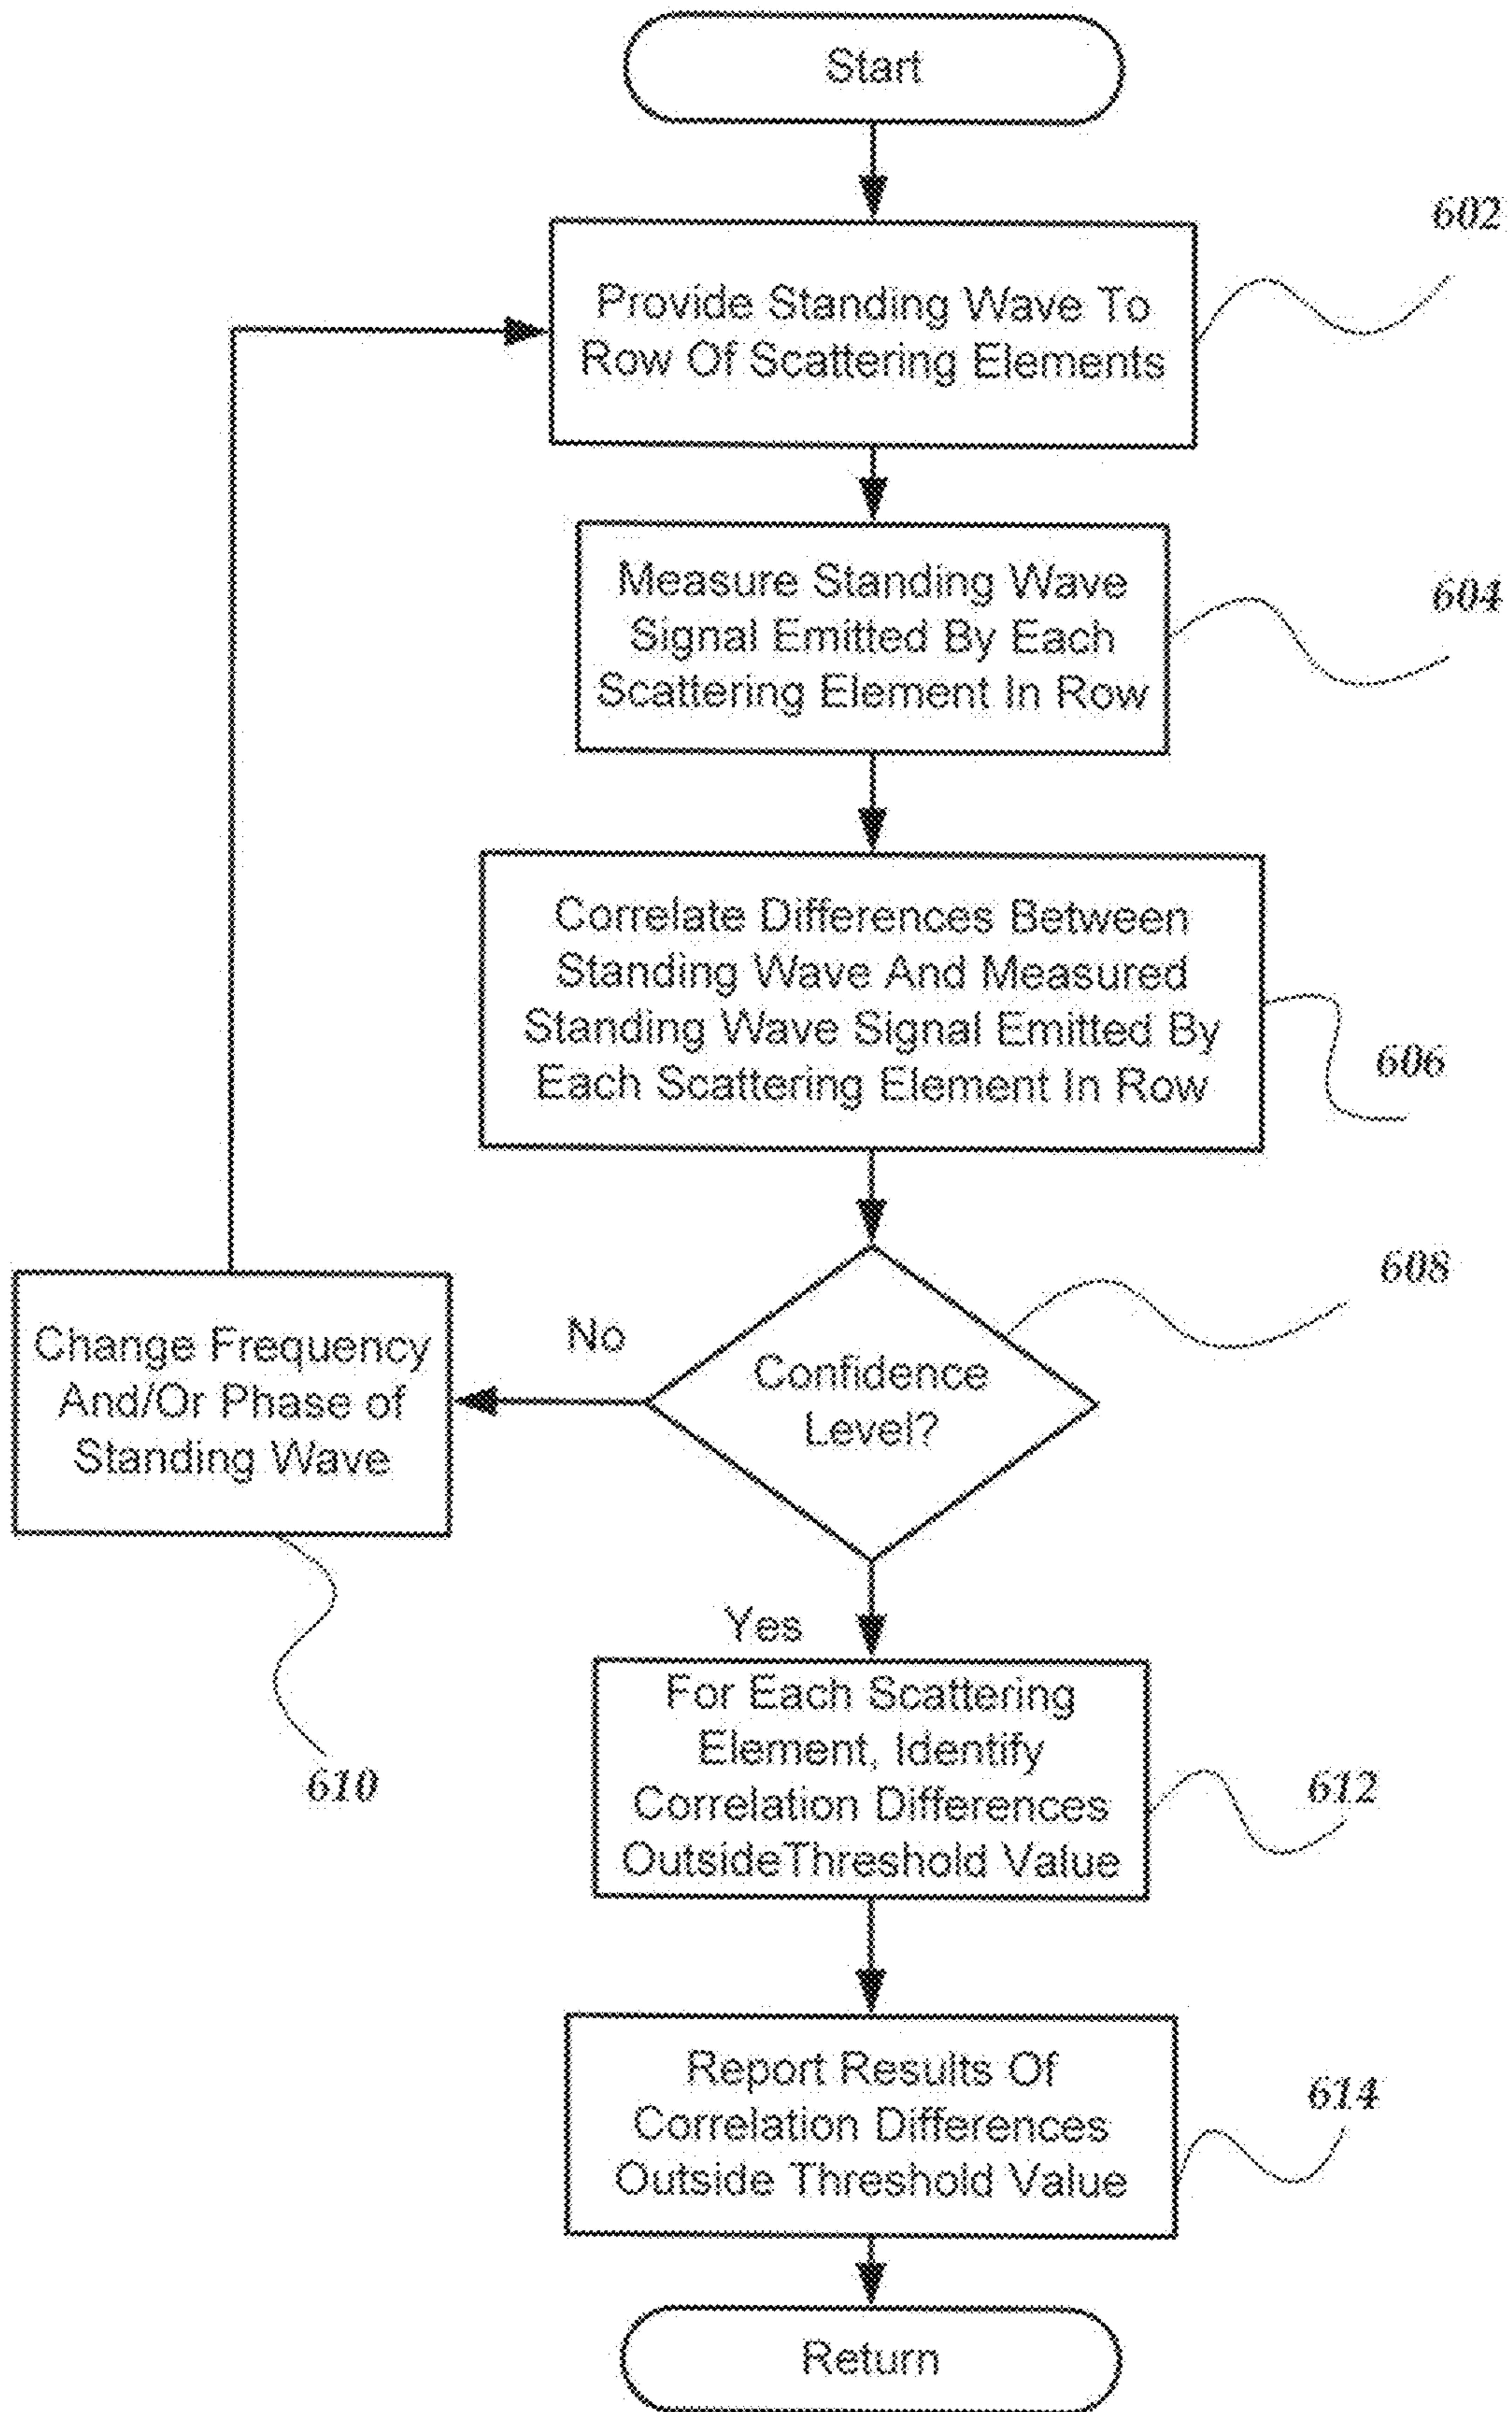 Start
602
Provide Standing Wave To
Row Of Scattering Elements
604
Measure Standing Wave
Signal Emitted By Each
Scattering Element In Row
Correlate Differences Between
Standing Wave And Measured
Standing Wave Signal Emitted By
Each Scattering Element In Row
606
608
Confidence
Level?
No
Change Frequency
And/Or Phase of
Standing Wave
610
Yes
For Each Scattering
Element, Identify
Correlation Differences
OutsideThreshold Value
612
Report Results Of
Correlation Differences
Outside Threshold Value
614
Return